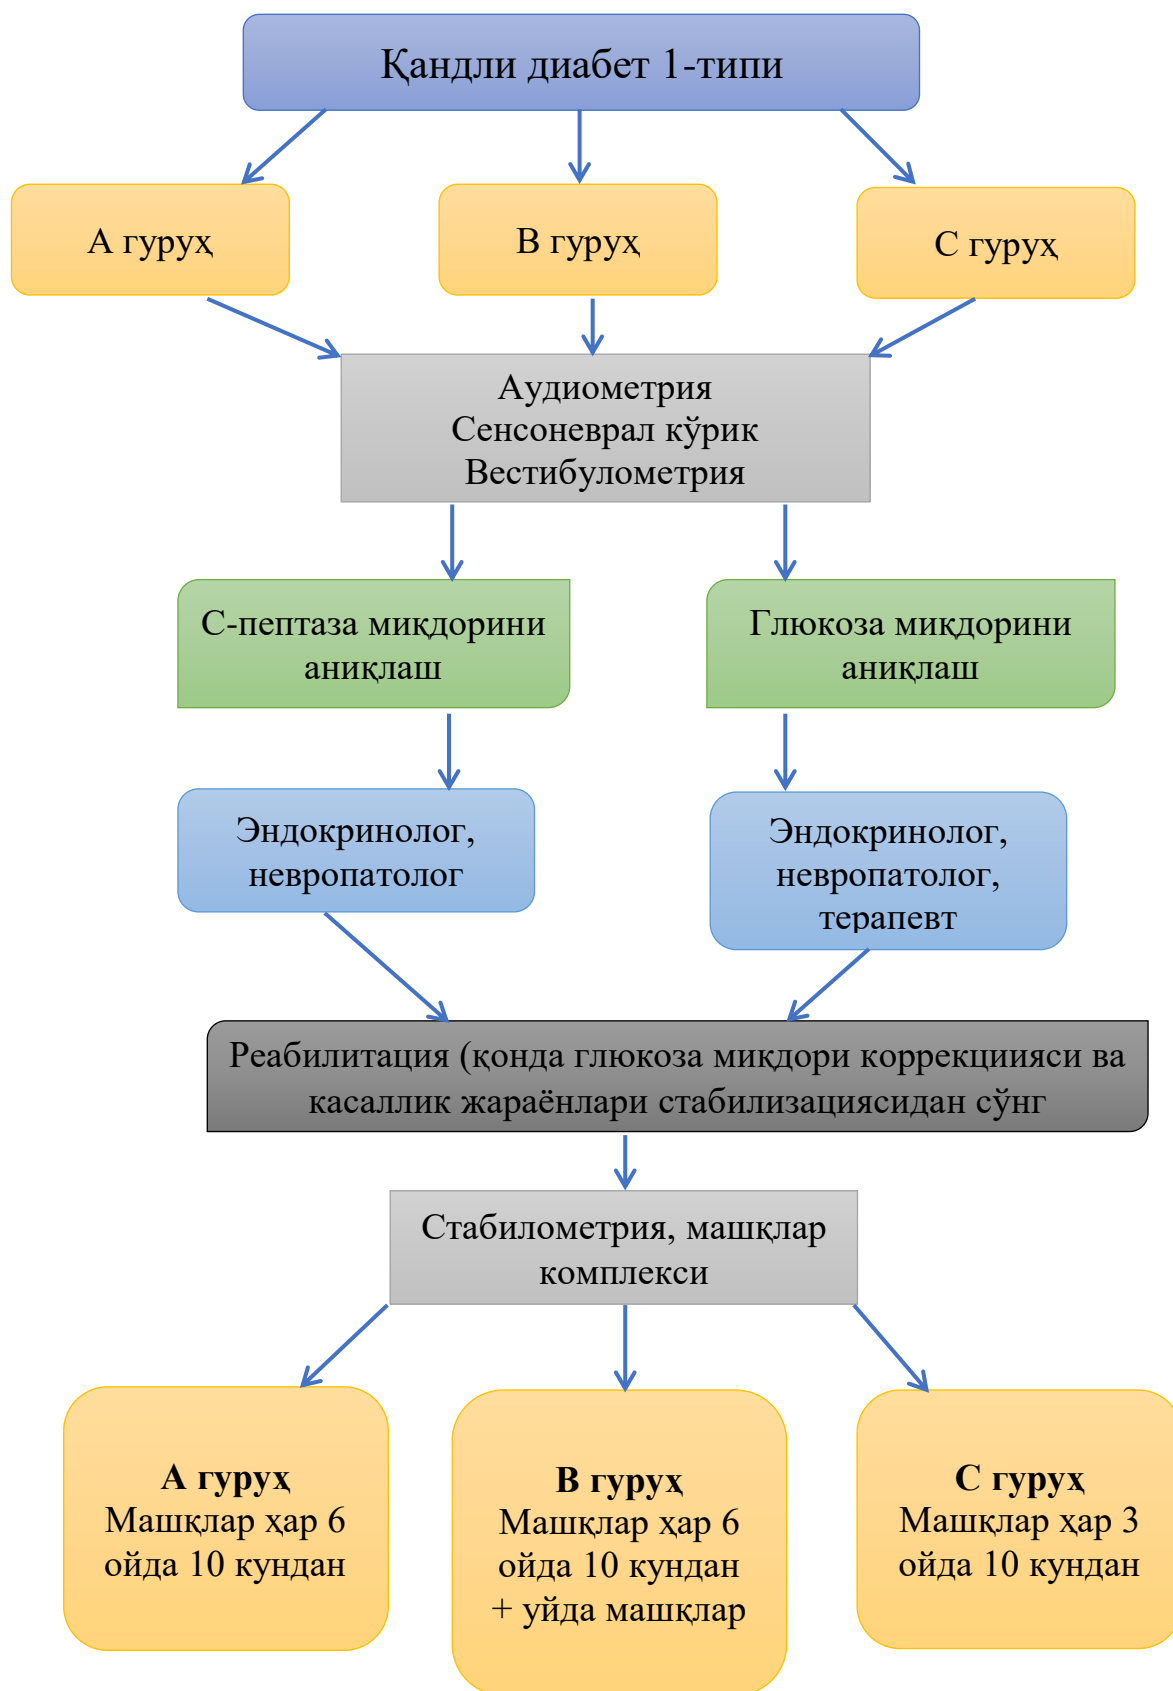 Қандли диабет 1-типи
А гуруҳ
В гуруҳ
С гуруҳ
Аудиометрия
Сенсоневрал кўрик
Вестибулометрия
С-пептаза миқдорини
аниқлаш
Глюкоза миқдорини
аниқлаш
Эндокринолог,
невропатолог
Эндокринолог,
невропатолог,
терапевт
Реабилитация (қонда глюкоза миқдори коррекциияси ва
касаллик жараёнлари стабилизациясидан сўнг
Стабилометрия, машқлар
комплекси
А гуруҳ
Машқлар ҳар 6
ойда 10 кундан
В гуруҳ
Машқлар ҳар 6
ойда 10 кундан
+ уйда машқлар
С гуруҳ
Машқлар ҳар 3
ойда 10 кундан